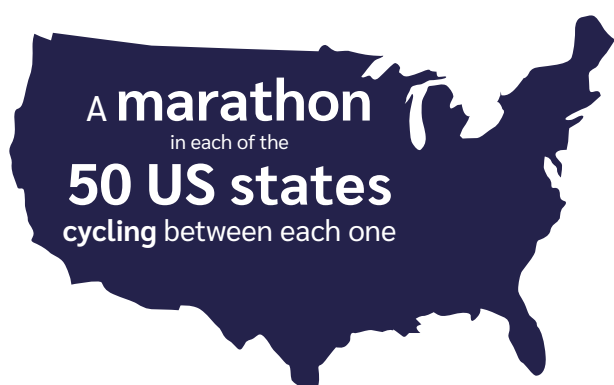 A marathon
in each of the
50 US states
cycling between each one